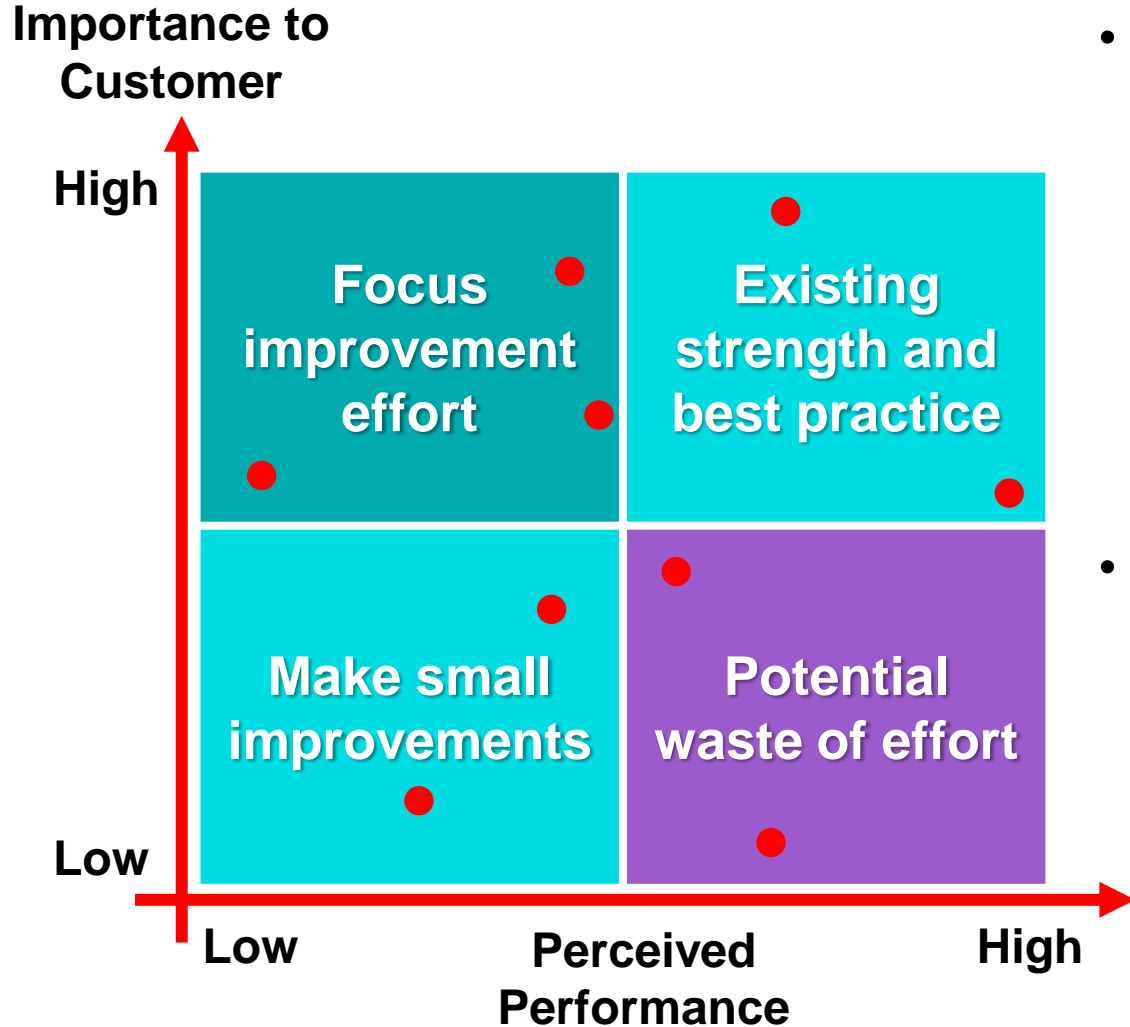 Importance to
Customer
High
Focus
improvement
effort
Existing
strength and
best practice
Make small
improvements
Potential
waste of effort
Low
Low
Perceived
Performance
High
•
•